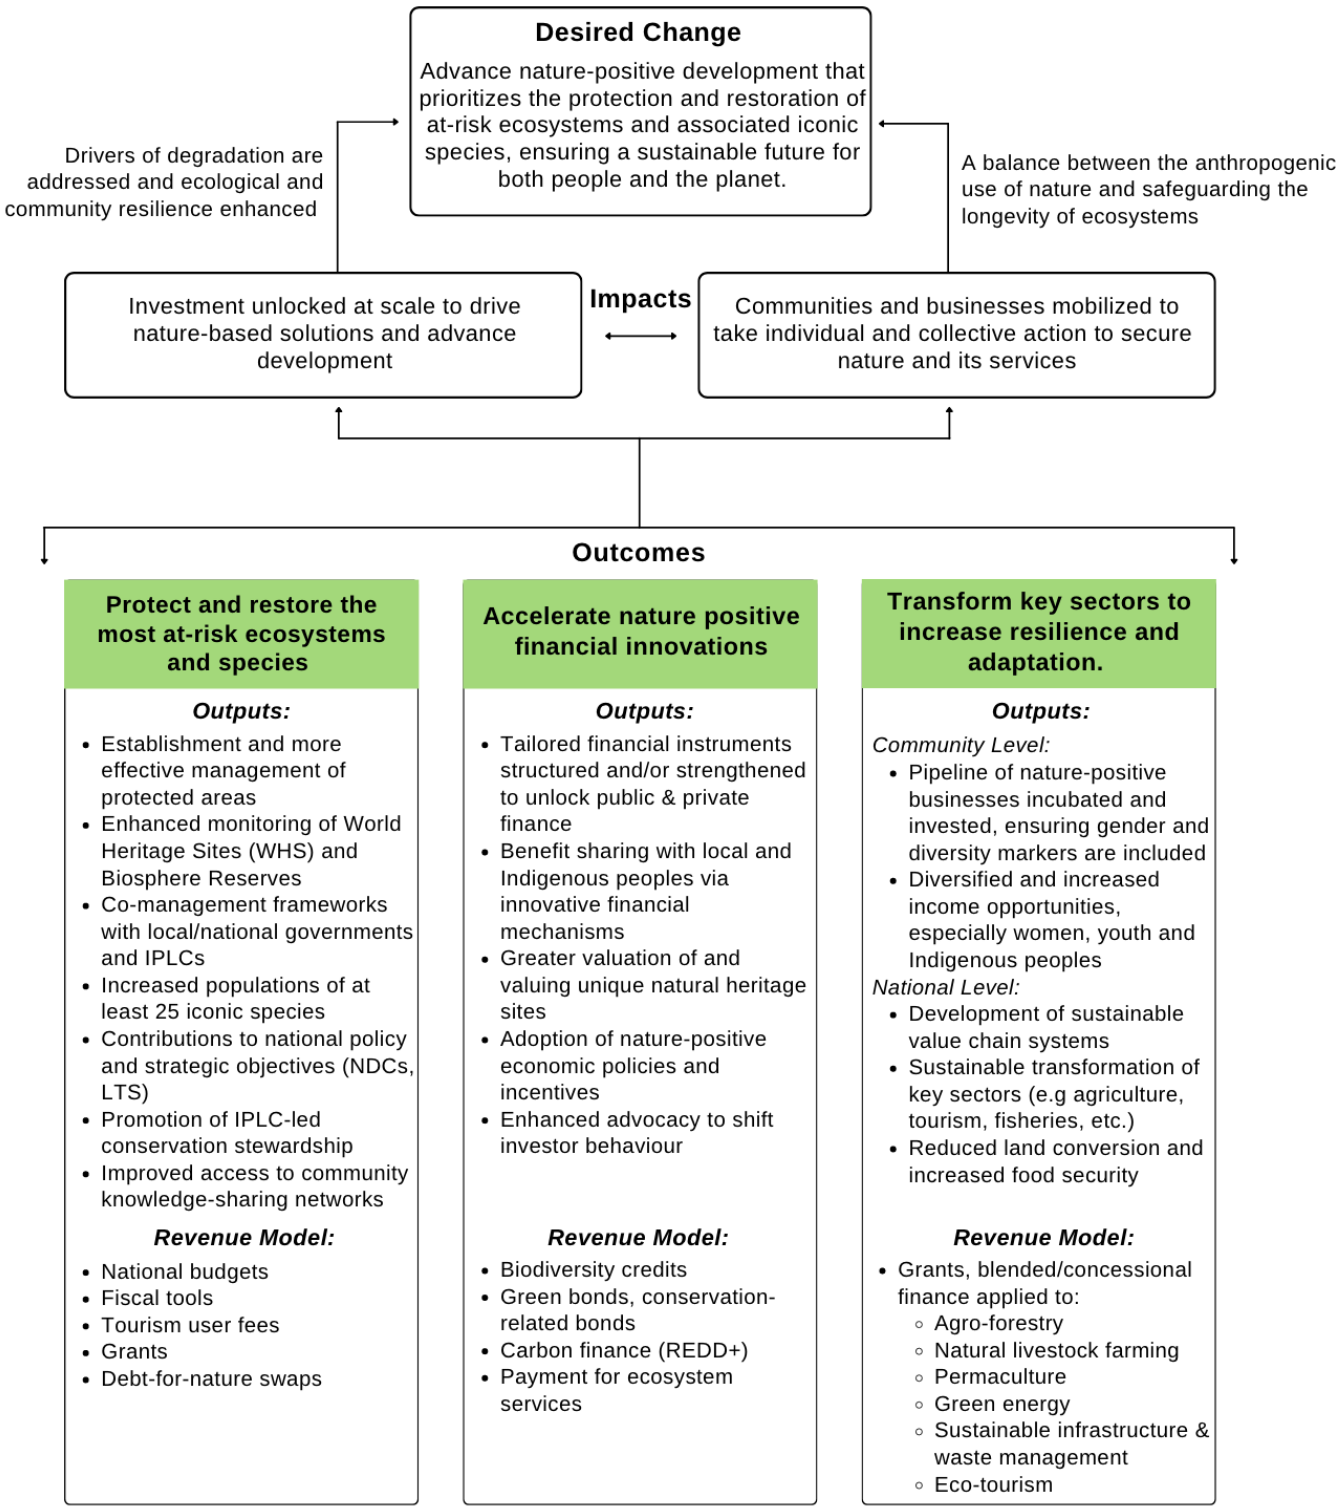 Desired Change
Advance nature-positive development that
prioritizes the protection and restoration of
at-risk ecosystems and associated iconic
species, ensuring a sustainable future for
both people and the planet.
Drivers of degradation are
addressed and ecological and
community resilience enhanced
A balance between the anthropogenic
use of nature and safeguarding the
longevity of ecosystems
Investment unlocked at scale to drive
nature-based solutions and advance
development
Impacts
Communities and businesses mobilized to
take individual and collective action to secure
nature and its services
Outcomes
Protect and restore the
most at-risk ecosystems
and species
Outputs:
• Establishment and more
effective management of
protected areas
• Enhanced monitoring of World
Heritage Sites (WHS) and
Biosphere Reserves
• Co-management frameworks
with local/national governments
and IPLCs
• Increased populations of at
least 25 iconic species
• Contributions to national policy
and strategic objectives (NDCs,
LTS)
• Promotion of IPLC-led
conservation stewardship
• Improved access to community
knowledge-sharing networks
Revenue Model:
• National budgets
• Fiscal tools
• Tourism user fees
• Grants
• Debt-for-nature swaps
Accelerate nature positive
financial innovations
Outputs:
• Tailored financial instruments
structured and/or strengthened
to unlock public & private
finance
• Benefit sharing with local and
Indigenous peoples via
innovative financial
mechanisms
• Greater valuation of and
valuing unique natural heritage
sites
• Adoption of nature-positive
economic policies and
incentives
• Enhanced advocacy to shift
investor behaviour
Revenue Model:
• Biodiversity credits
• Green bonds, conservation-
related bonds
• Carbon finance (REDD+)
• Payment for ecosystem
services
Transform key sectors to
increase resilience and
adaptation.
Outputs:
Community Level:
• Pipeline of nature-positive
businesses incubated and
invested, ensuring gender and
diversity markers are included
• Diversified and increased
income opportunities,
especially women, youth and
Indigenous peoples
National Level:
• Development of sustainable
value chain systems
• Sustainable transformation of
key sectors (e.g agriculture,
tourism, fisheries, etc.)
• Reduced land conversion and
increased food security
Revenue Model:
• Grants, blended/concessional
finance applied to:
◦ Agro-forestry
◦ Natural livestock farming
◦ Permaculture
◦ Green energy
◦ Sustainable infrastructure &
waste management
◦ Eco-tourism